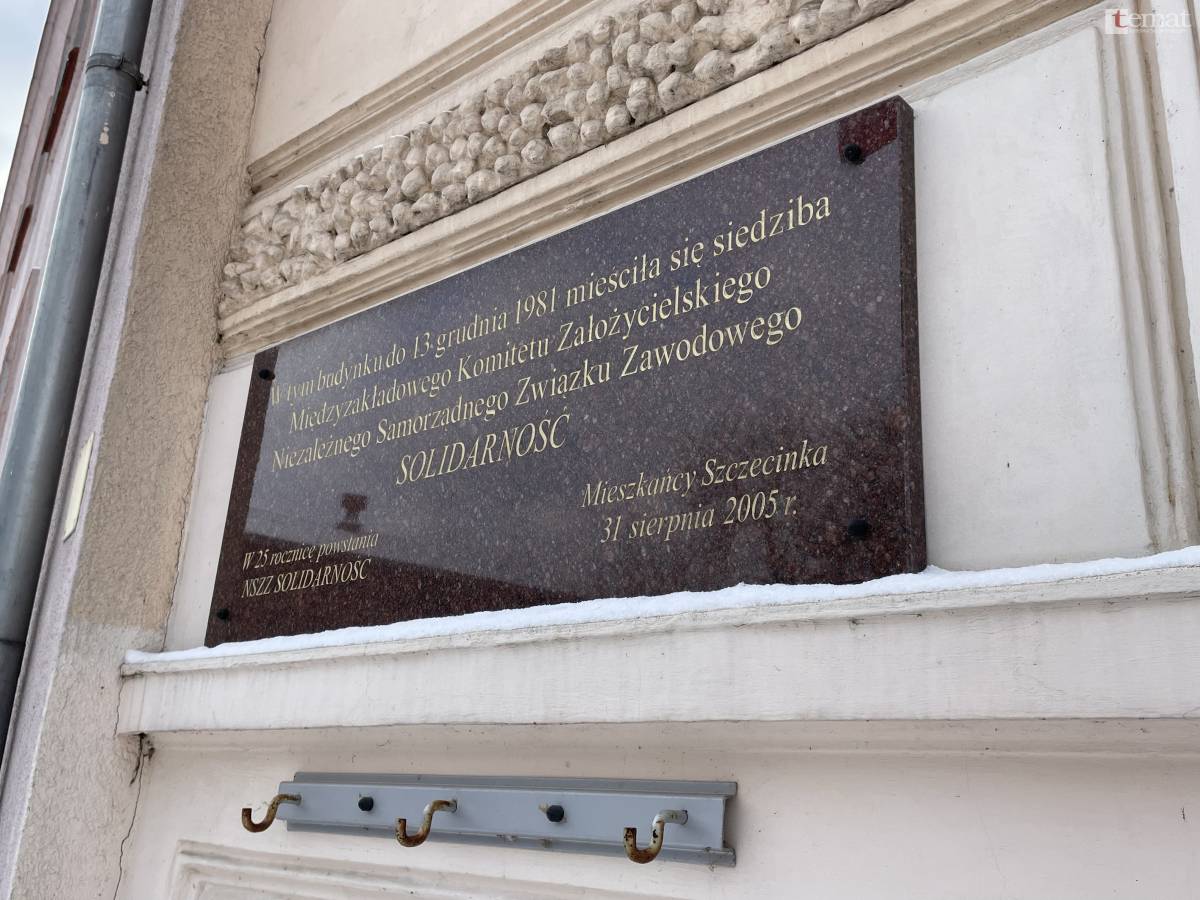 W tym budynku do 13 grudnia 1981 mieściła się siedziba
Międzyzakładowego Komitetu Założycielskiego
Niezależnego Samorządnego Związku Zawodowego
SOLIDARNOŚĆ
Mieszkańcy Szczecinka
31 sierpnia 2005 r.
W 25 rocznicę powstania
NSZZ SOLIDARNOŚĆ
temat